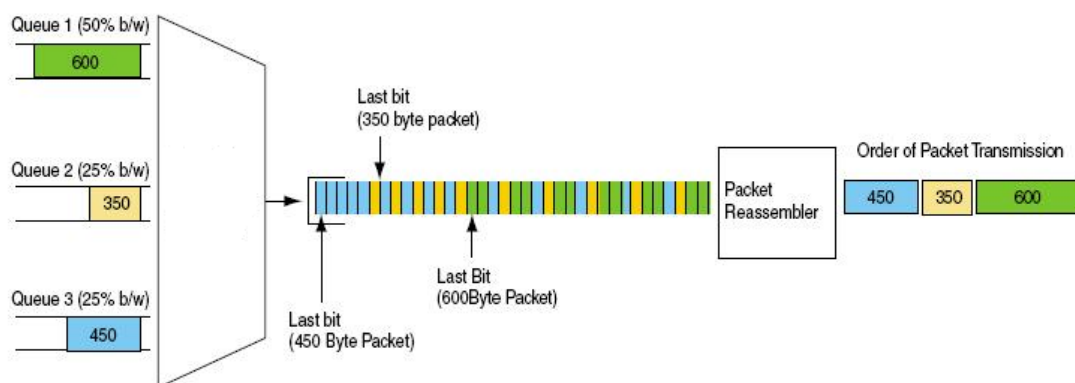 Queue 1 (50% b/w)
600
Queue 2 (25% b/w)
350
Queue 3 (25% b/w)
450
Last bit
(350 byte packet)
Last bit
(450 Byte Packet)
Last Bit
(600Byte Packet)
Packet
Reassembler
Order of Packet Transmission
450
350
600